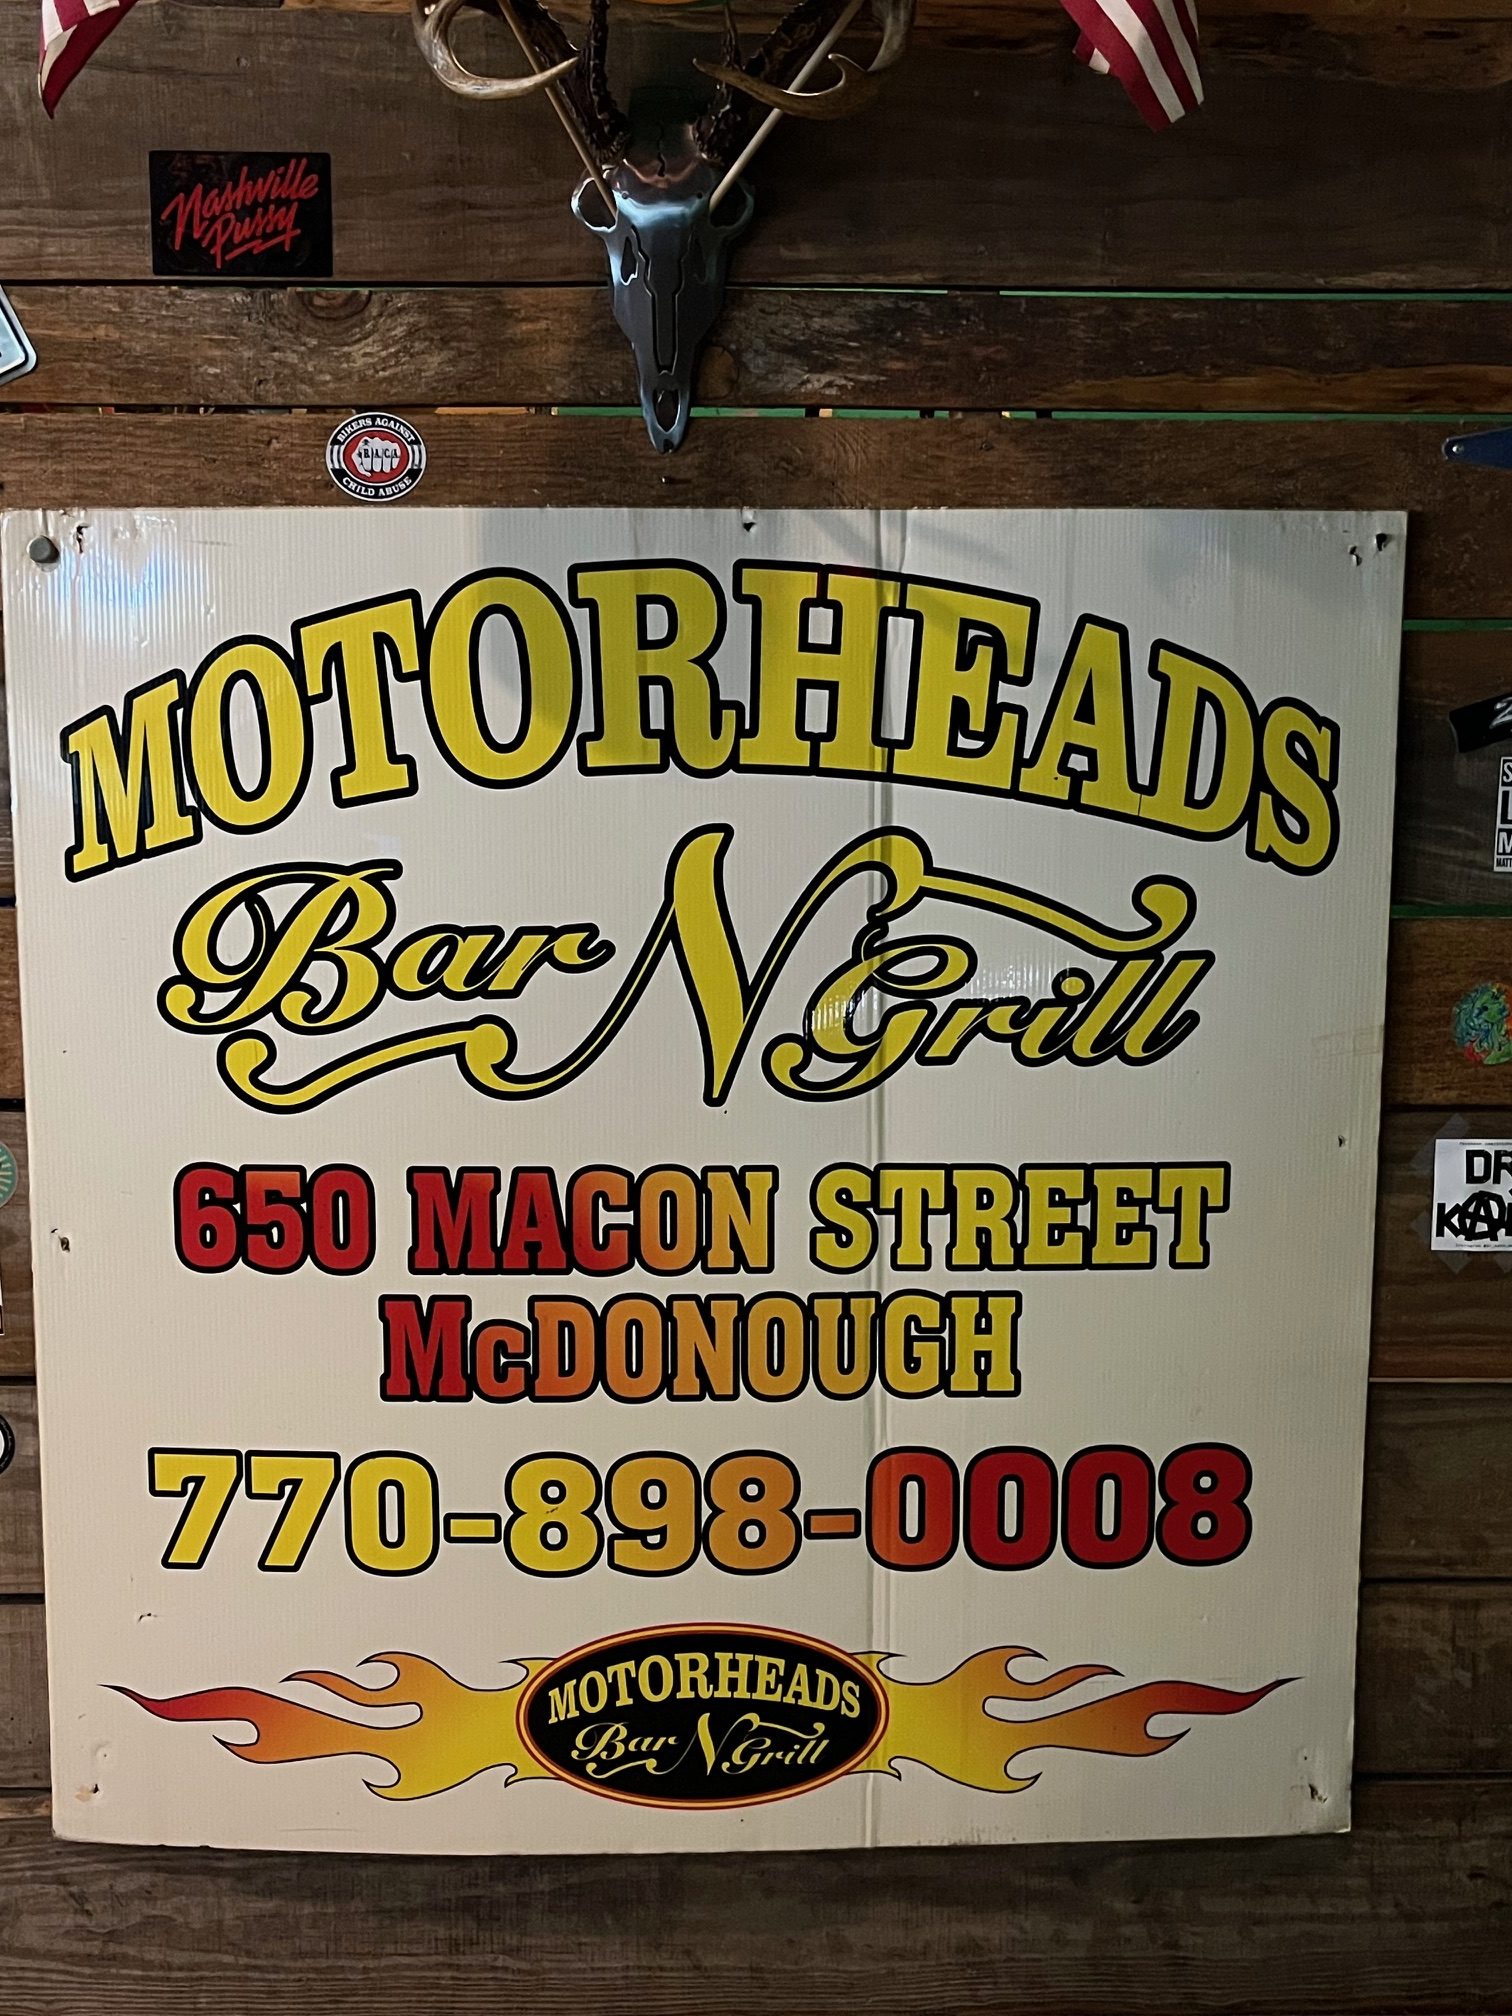 Nashville
Pussy
BIKERS AGAINST
B.A.C.A.
CHILD ABUSE
MOTORHEADS
Bar N Grill
650 MACON STREET
McDONOUGH
770-898-0008
MOTORHEADS
Bar N Grill